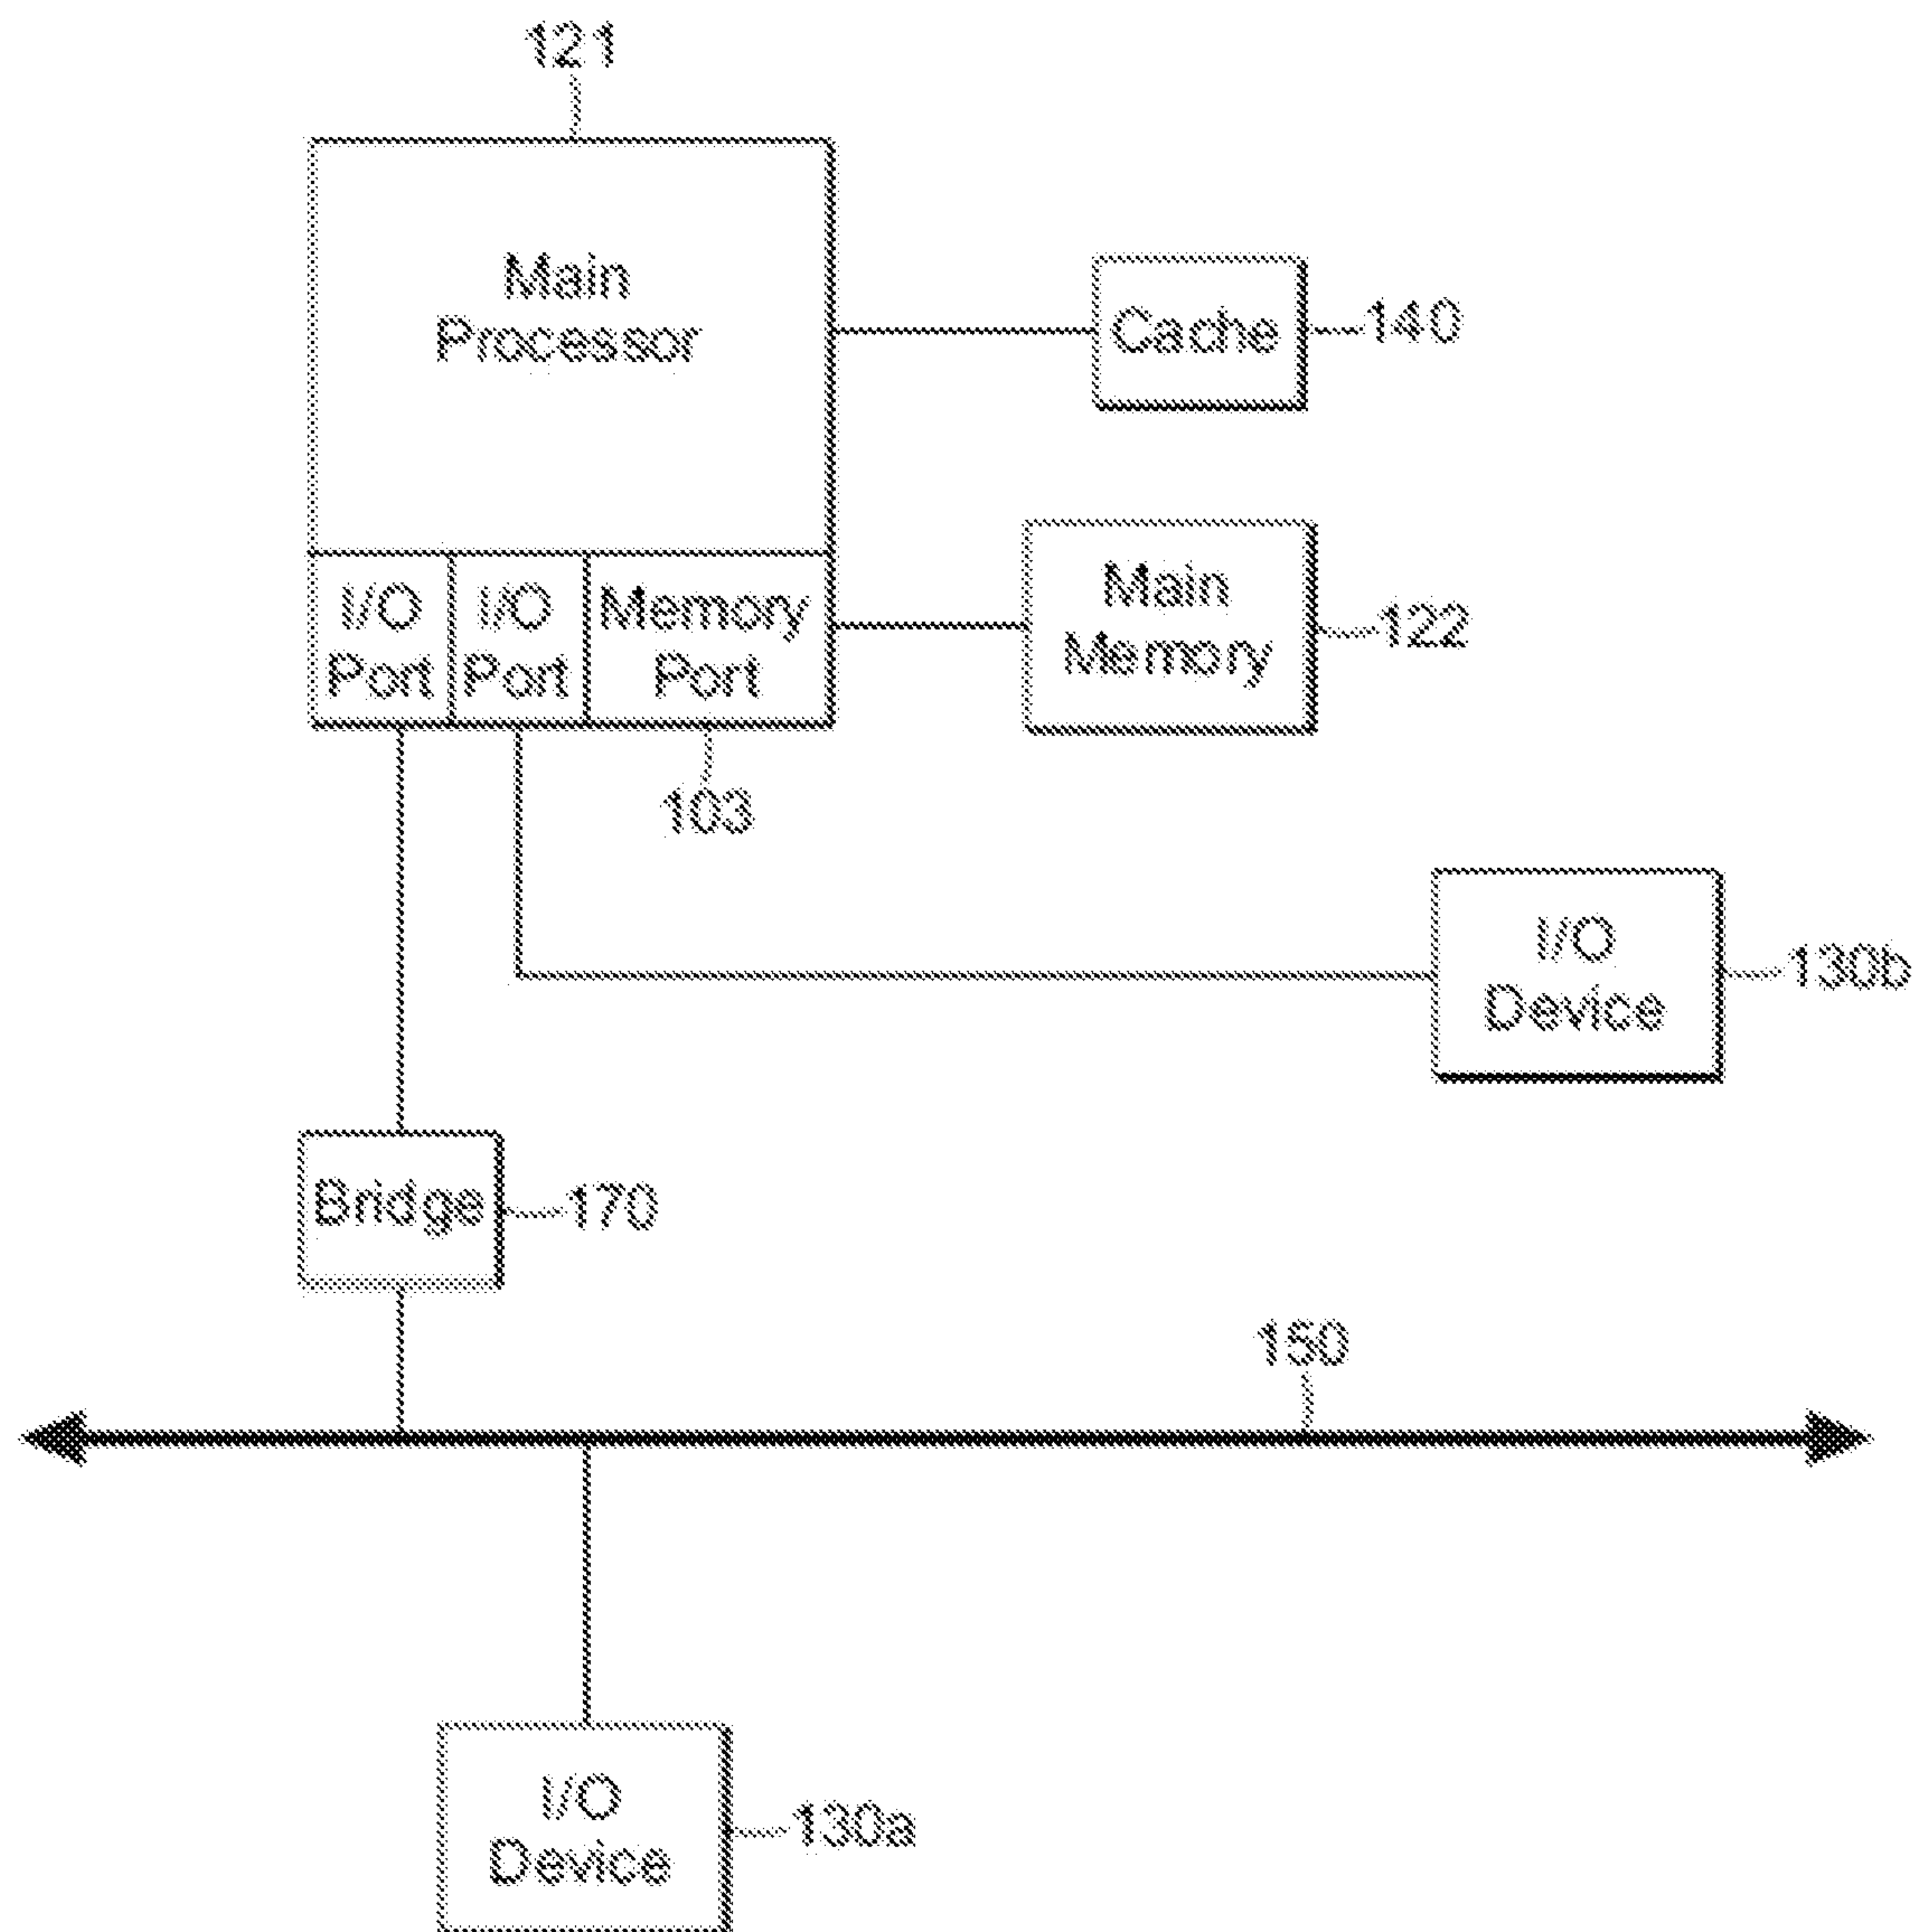 121
Main
Processor
Cache
140
I/O
Port
I/O
Port
Memory
Port
Main
Memory
122
103
I/O
Device
130b
Bridge
170
150
I/O
Device
130a